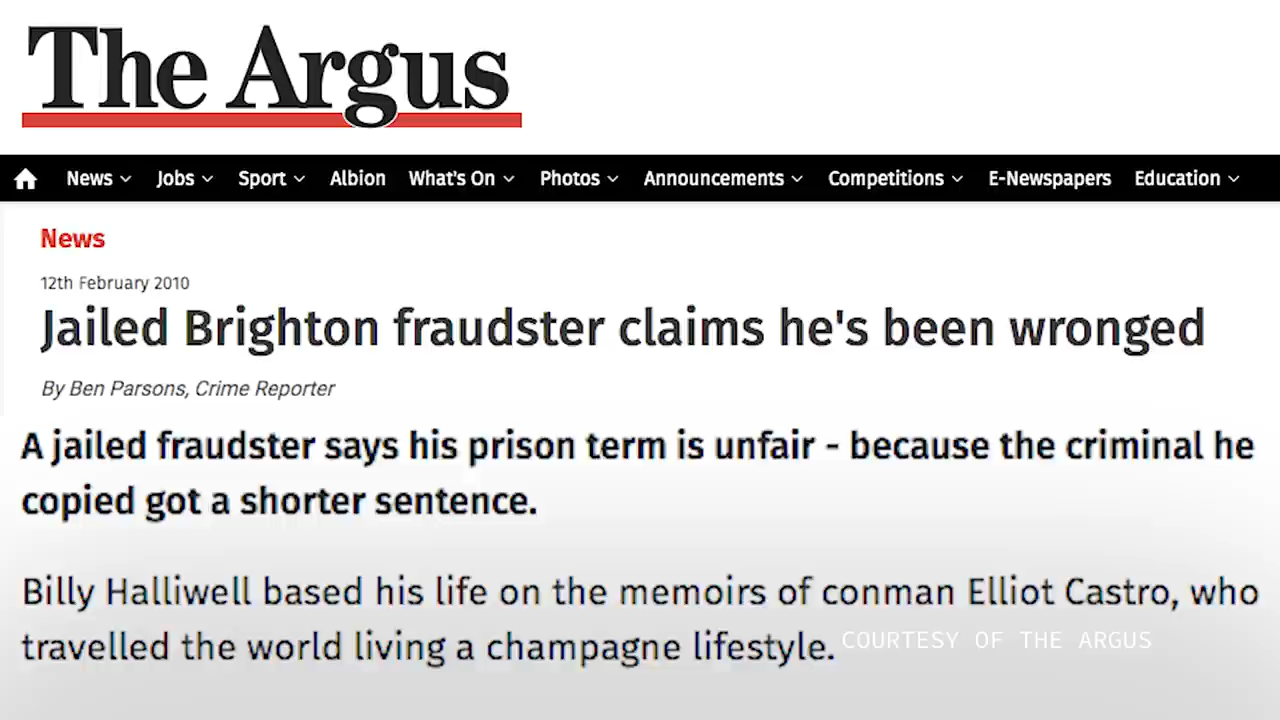 The Argus
News Jobs Sport Albion What's On Photos Announcements Competitions E-Newspapers Education
News
12th February 2010
Jailed Brighton fraudster claims he's been wronged
By Ben Parsons, Crime Reporter
A jailed fraudster says his prison term is unfair - because the criminal he
copied got a shorter sentence.
Billy Halliwell based his life on the memoirs of conman Elliot Castro, who
travelled the world living a champagne lifestyle.
COURTESY OF THE ARGUS